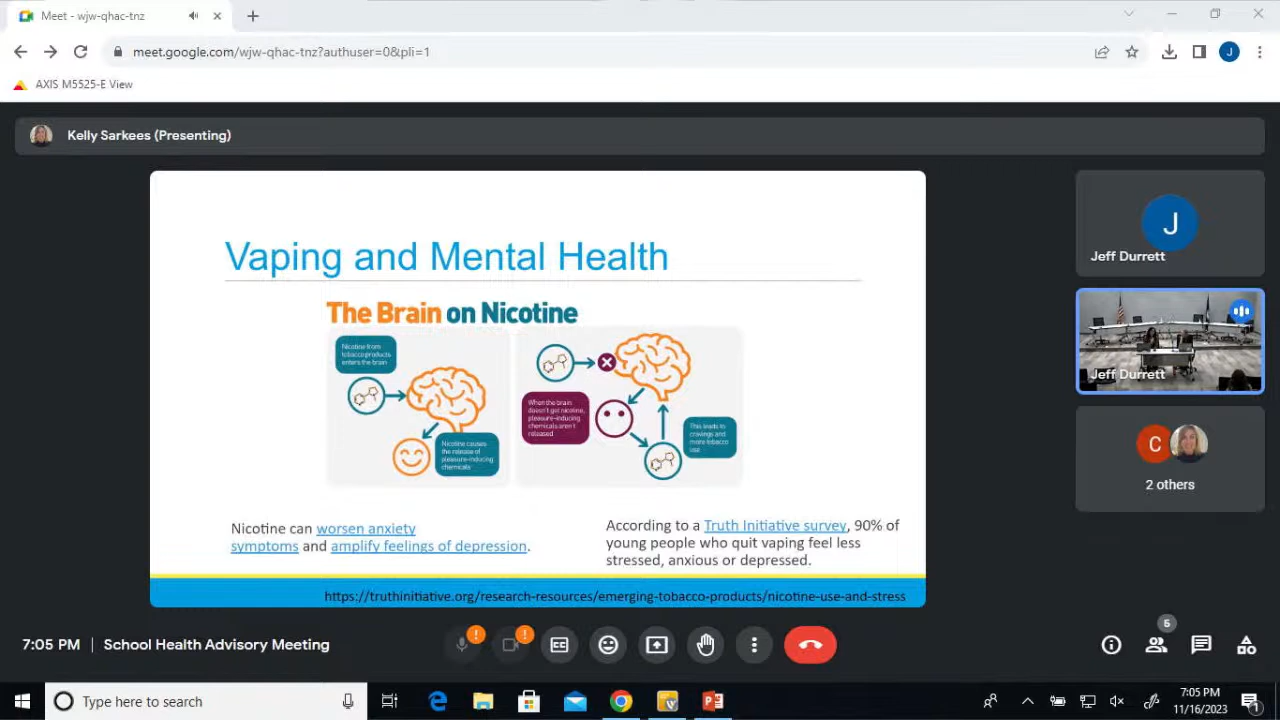 Meet - wjw-qhac-tnz
meet.google.com/wjw-qhac-tnz?authuser=0&pli=1
J
AXIS M5525-E View
Kelly Sarkees (Presenting)
Vaping and Mental Health
The Brain on Nicotine
Nicotine from
tobacco products
enters the brain
Nicotine causes
the release of
pleasure-inducing
chemicals
When the brain
doesn't get nicotine,
pleasure-inducing
chemicals aren't
released
This leads to
cravings and
more tobacco
use
Nicotine can worsen anxiety
symptoms and amplify feelings of depression.
According to a Truth Initiative survey, 90% of
young people who quit vaping feel less
stressed, anxious or depressed.
https://truthinitiative.org/research-resources/emerging-tobacco-products/nicotine-use-and-stress
J
Jeff Durrett
Jeff Durrett
C
2 others
7:05 PM | School Health Advisory Meeting
CC
5
Type here to search
7:05 PM
11/16/2023
1